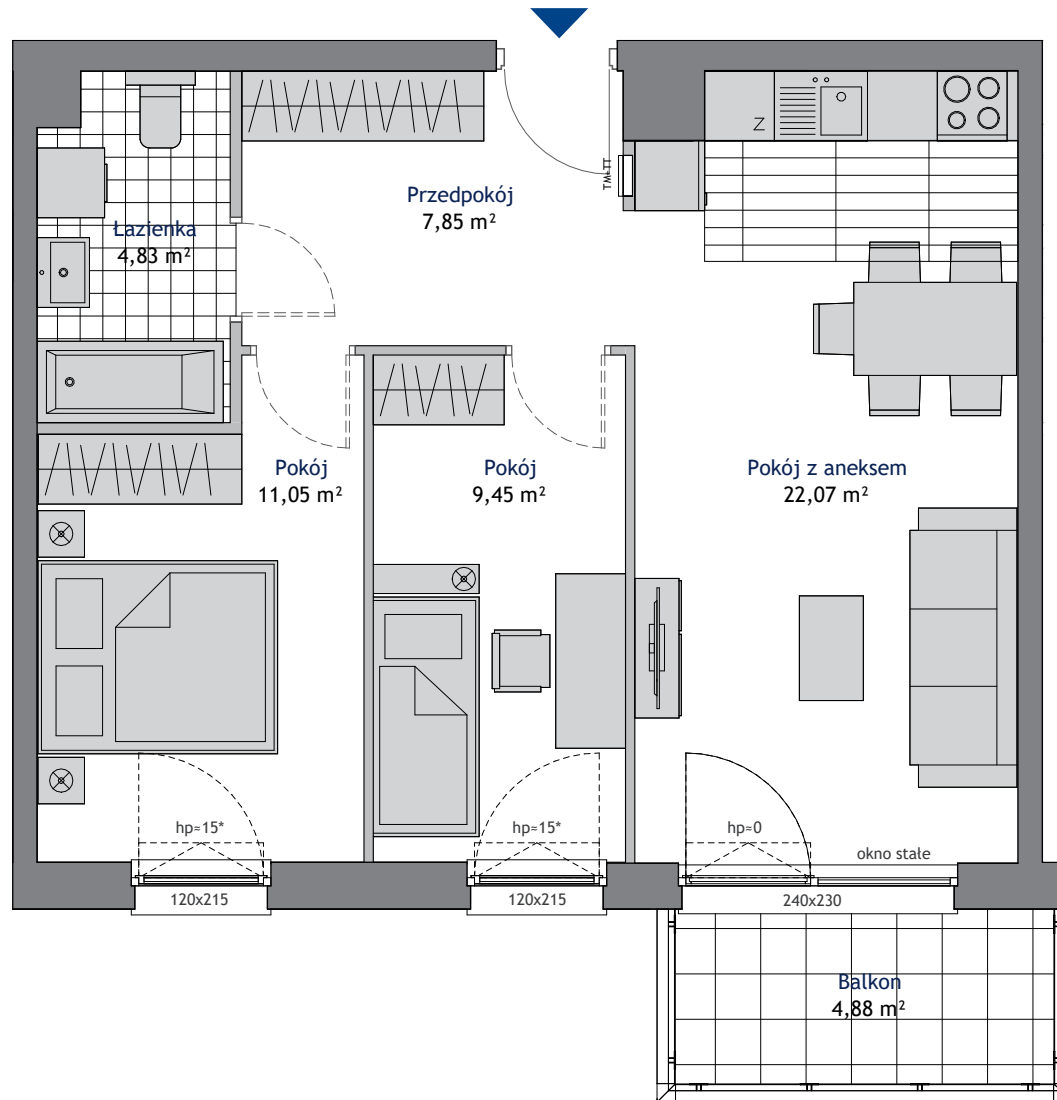 Z
TT+TW
Przedpokój
7,85 m²
Łazienka
4,83 m²
Pokój
11,05 m²
Pokój
9,45 m²
Pokój z aneksem
22,07 m²
hp≈15*
hp≈15*
hp≈0
okno stałe
120x215
120x215
240x230
Balkon
4,88 m²